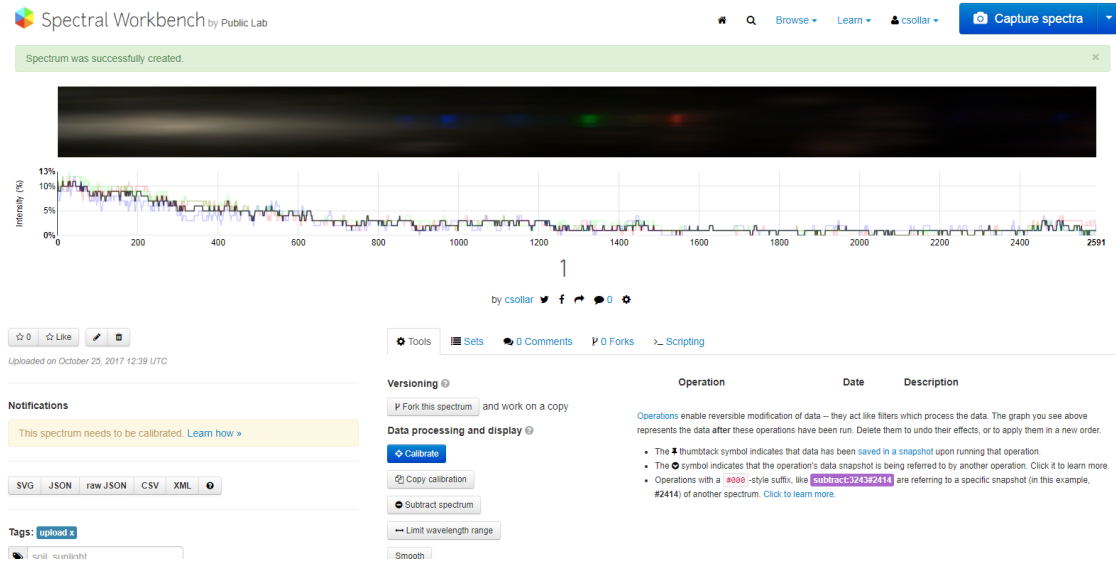 Spectral Workbench by Public Lab
Browse Learn csollar Capture spectra
Spectrum was successfully created. ×
Intensity (%)
13%
10%
5%
0%
0 200 400 600 800 1000 1200 1400 1600 1800 2000 2200 2400 2591
1
by csollar 0
0 Like
Uploaded on October 25, 2017 12:39 UTC
Notifications
This spectrum needs to be calibrated. Learn how »
SVG JSON raw JSON CSV XML ?
Tags: upload x
soil, sunlight
Tools Sets 0 Comments 0 Forks >_ Scripting
Versioning ?
Fork this spectrum and work on a copy
Data processing and display ?
Calibrate
Copy calibration
Subtract spectrum
Limit wavelength range
Smooth
Operation Date Description
Operations enable reversible modification of data -- they act like filters which process the data. The graph you see above
represents the data after these operations have been run. Delete them to undo their effects, or to apply them in a new order.
• The thumbtack symbol indicates that data has been saved in a snapshot upon running that operation.
• The symbol indicates that the operation's data snapshot is being referred to by another operation. Click it to learn more.
• Operations with a #000 -style suffix, like subtract:3243#2414 are referring to a specific snapshot (in this example,
#2414) of another spectrum. Click to learn more.